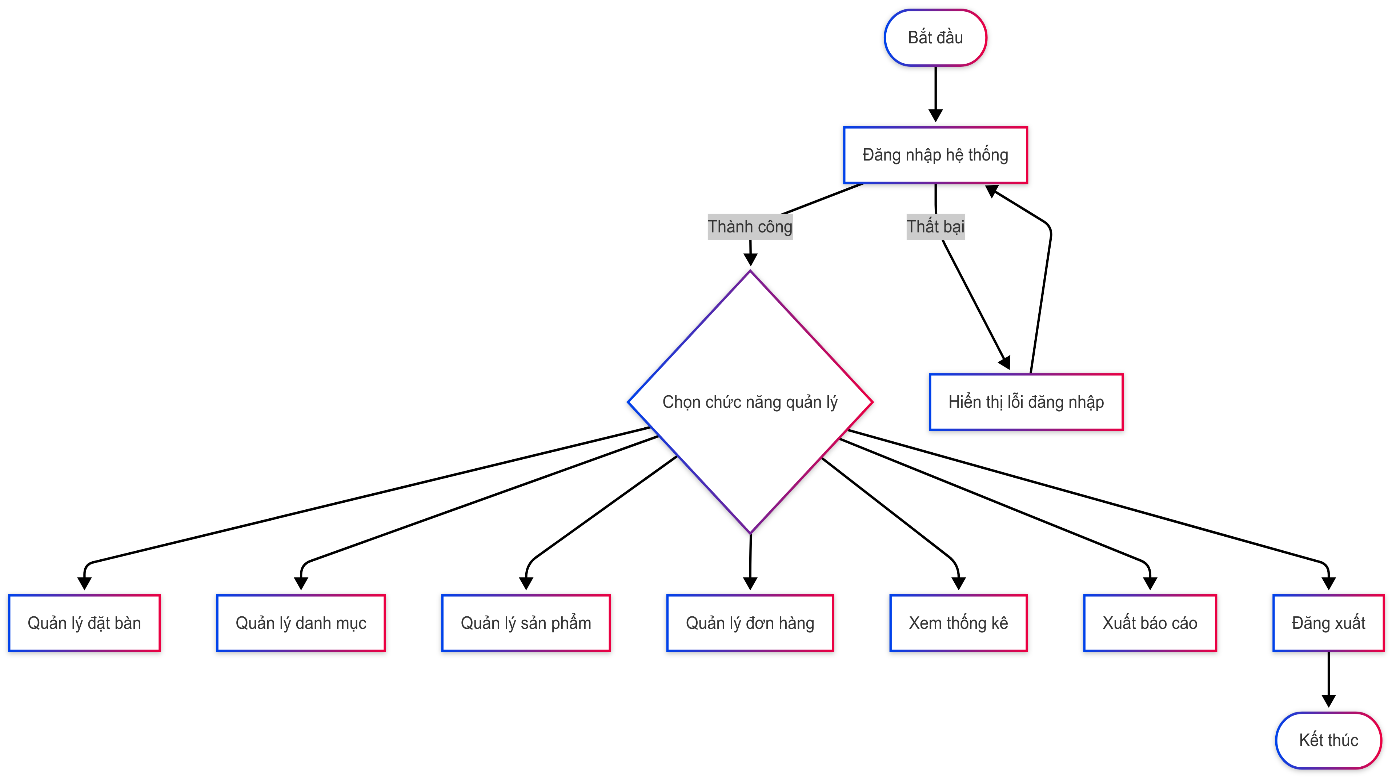 Bắt đầu
Đăng nhập hệ thống
Thành công
Thất bại
Chọn chức năng quản lý
Hiển thị lỗi đăng nhập
Quản lý đặt bàn
Quản lý danh mục
Quản lý sản phẩm
Quản lý đơn hàng
Xem thống kê
Xuất báo cáo
Đăng xuất
Kết thúc